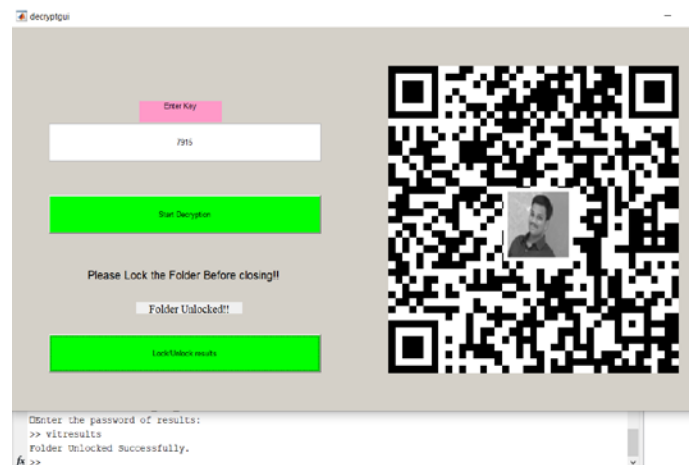 decryptgui
Enter Key
7915
Start Decryption
Please Lock the Folder Before closing!!
Folder Unlocked!!
Lock/Unlock results
Enter the password of results:
>> vitresults
Folder Unlocked Successfully.
fx >>